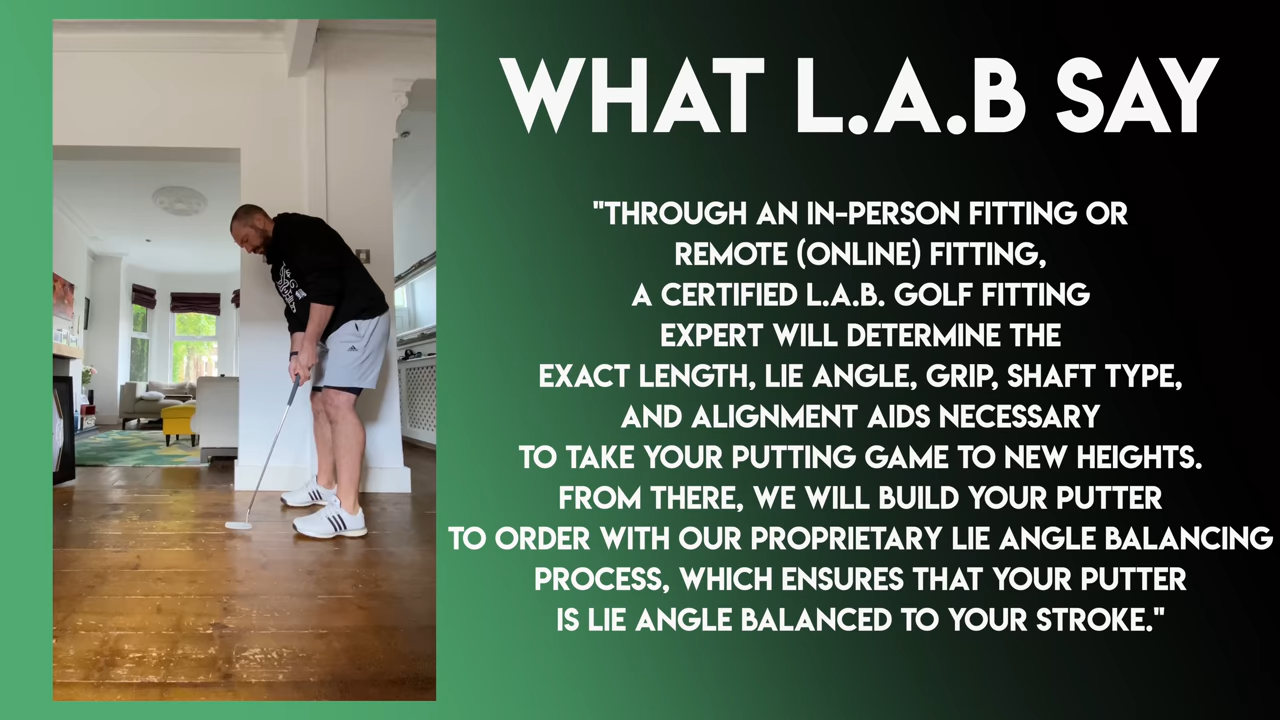 WHAT L.A.B SAY
"THROUGH AN IN-PERSON FITTING OR
REMOTE (ONLINE) FITTING,
A CERTIFIED L.A.B. GOLF FITTING
EXPERT WILL DETERMINE THE
EXACT LENGTH, LIE ANGLE, GRIP, SHAFT TYPE,
AND ALIGNMENT AIDS NECESSARY
TO TAKE YOUR PUTTING GAME TO NEW HEIGHTS.
FROM THERE, WE WILL BUILD YOUR PUTTER
TO ORDER WITH OUR PROPRIETARY LIE ANGLE BALANCING
PROCESS, WHICH ENSURES THAT YOUR PUTTER
IS LIE ANGLE BALANCED TO YOUR STROKE."